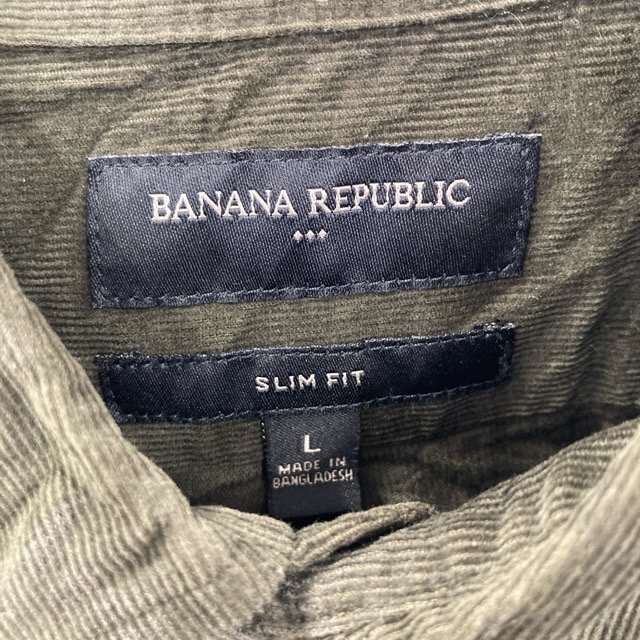 BANANA REPUBLIC
SLIM FIT
L
MADE IN
BANGLADESH